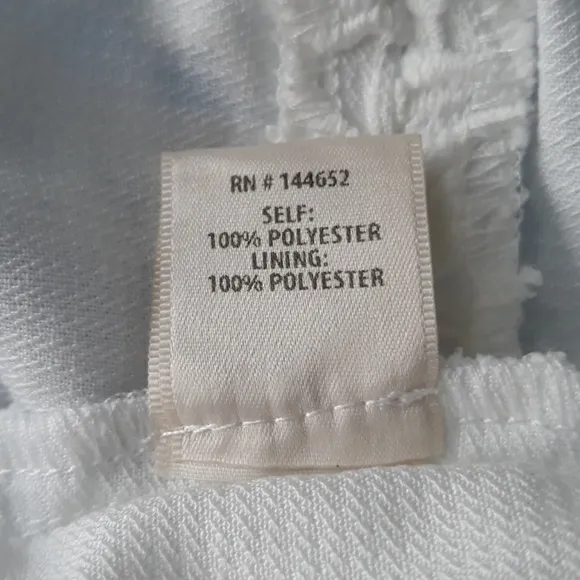 RN # 144652
SELF:
100% POLYESTER
LINING:
100% POLYESTER